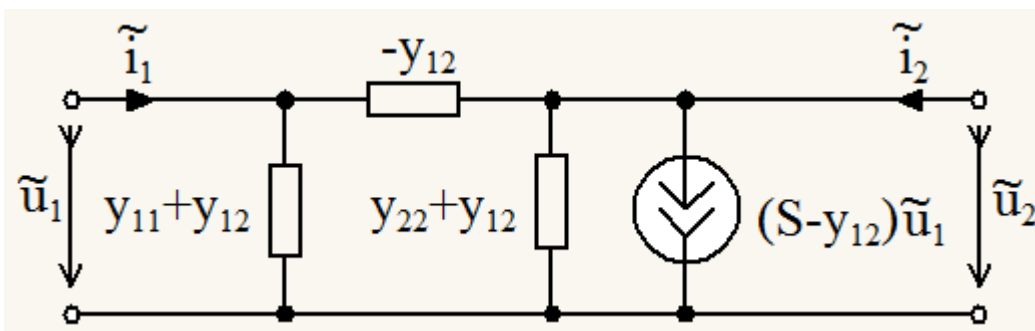 ĩ₁
-y₁₂
ĩ₂
ũ₁
y₁₁+y₁₂
y₂₂+y₁₂
(S-y₁₂)ũ₁
ũ₂